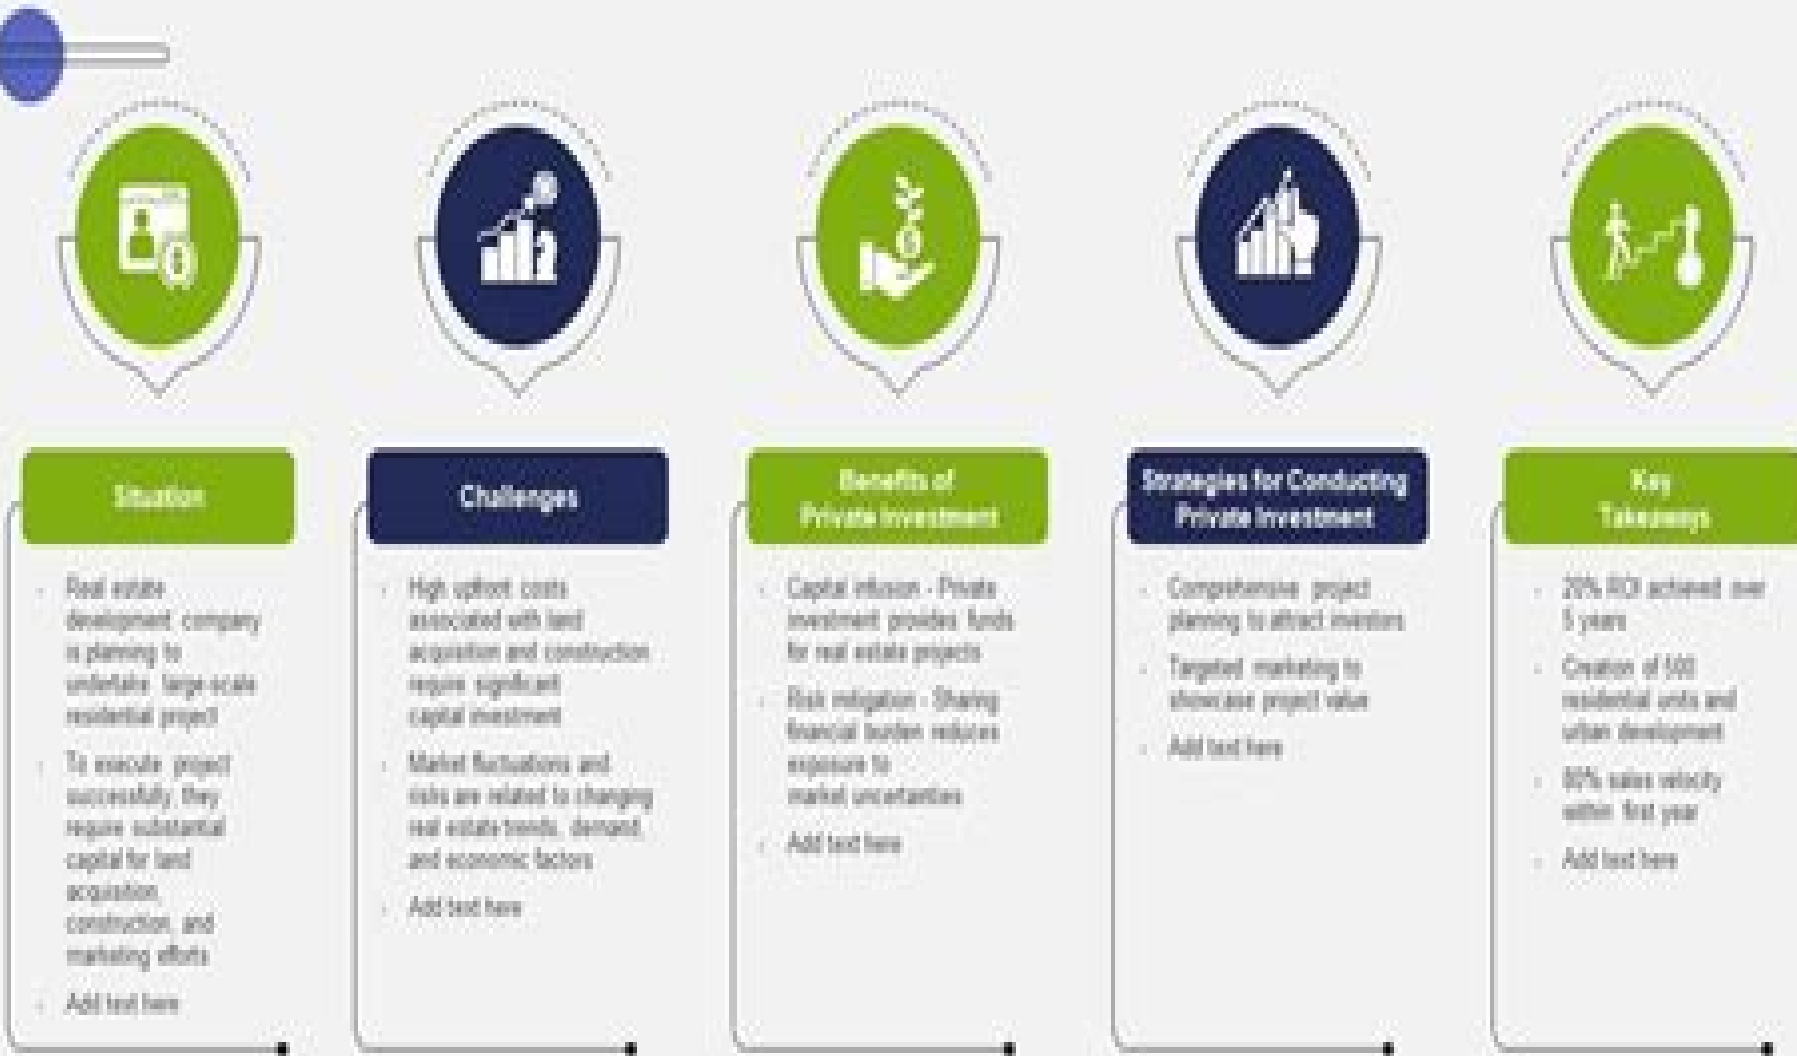 Situation
Real estate
development company
is planning to
undertake large-scale
residential project
To execute project
successfully, they
require substantial
capital for land
acquisition,
construction, and
marketing efforts
Add text here
Challenges
High upfront costs
associated with land
acquisition and construction
require significant
capital investment
Market fluctuations and
risks are related to changing
real estate trends, demand,
and economic factors
Add text here
Benefits of
Private Investment
Capital infusion - Private
investment provides funds
for real estate projects
Risk mitigation - Sharing
financial burden reduces
exposure to
market uncertainties
Add text here
Strategies for Conducting
Private Investment
Comprehensive project
planning to attract investors
Targeted marketing to
showcase project value
Add text here
Key
Takeaways
20% ROI achieved over
5 years
Creation of 500
residential units and
urban development
80% sales velocity
within first year
Add text here